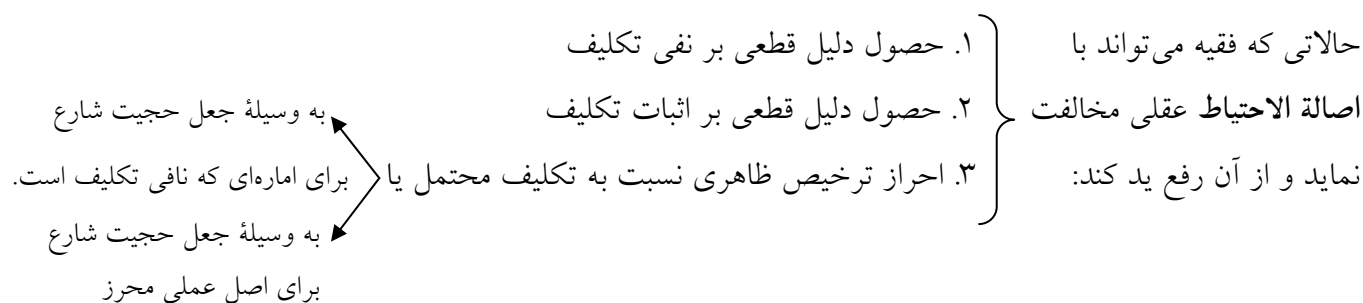 حالاتی که فقیه می‌تواند با
اصالة الاحتیاط عقلی مخالفت
نماید و از آن رفع ید کند:
۱. حصول دلیل قطعی بر نفی تکلیف
۲. حصول دلیل قطعی بر اثبات تکلیف
۳. احراز ترخیص ظاهری نسبت به تکلیف محتمل یا
به وسیلهٔ جعل حجیت شارع
برای اماره‌ای که نافی تکلیف است.
به وسیلهٔ جعل حجیت شارع
برای اصل عملی محرز